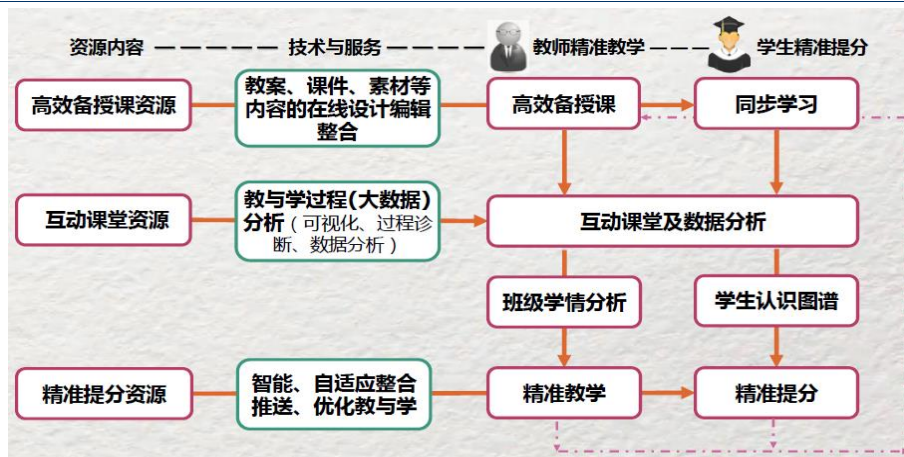 资源内容
技术与服务
教师精准教学
学生精准提分
高效备授课资源
教案、课件、素材等
内容的在线设计编辑
整合
高效备授课
同步学习
互动课堂资源
教与学过程(大数据)
分析（可视化、过程诊
断、数据分析）
互动课堂及数据分析
班级学情分析
学生认识图谱
精准提分资源
智能、自适应整合
推送、优化教与学
精准教学
精准提分